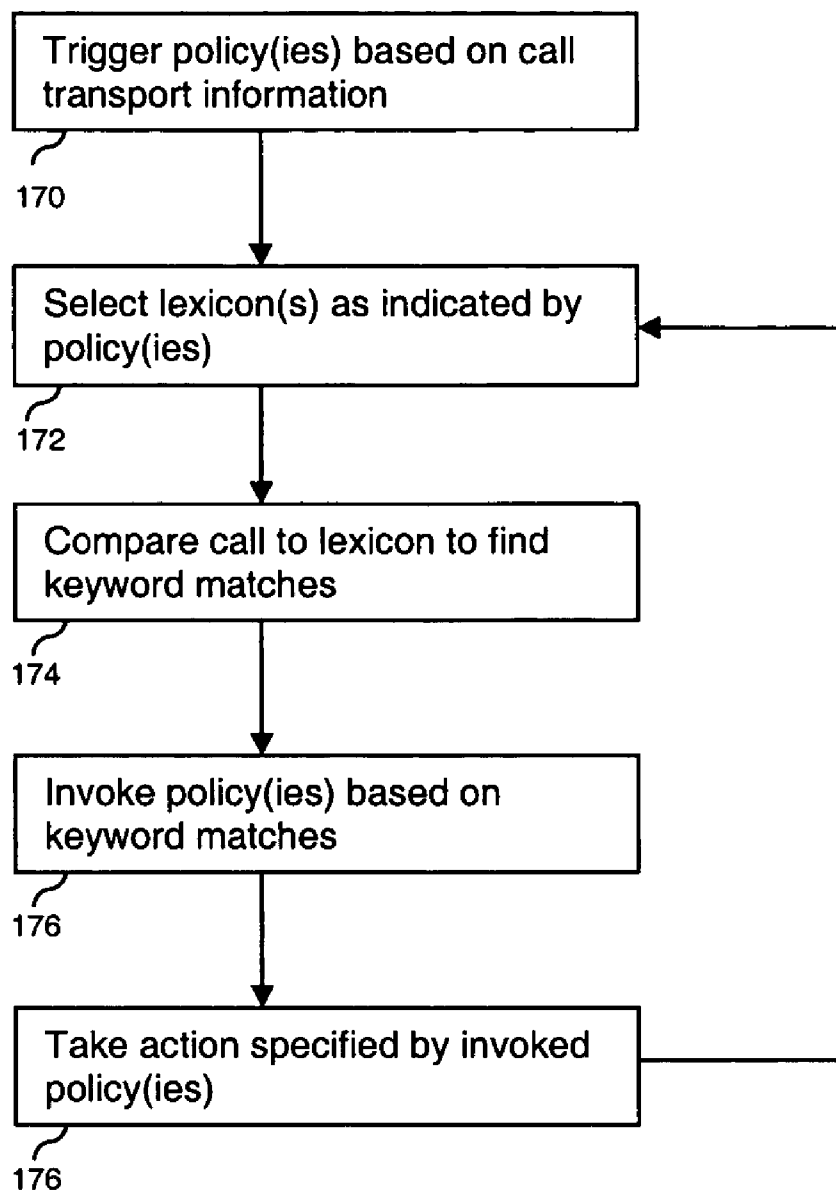 Trigger policy(ies) based on call
transport information
170
Select lexicon(s) as indicated by
policy(ies)
172
Compare call to lexicon to find
keyword matches
174
Invoke policy(ies) based on
keyword matches
176
Take action specified by invoked
policy(ies)
176